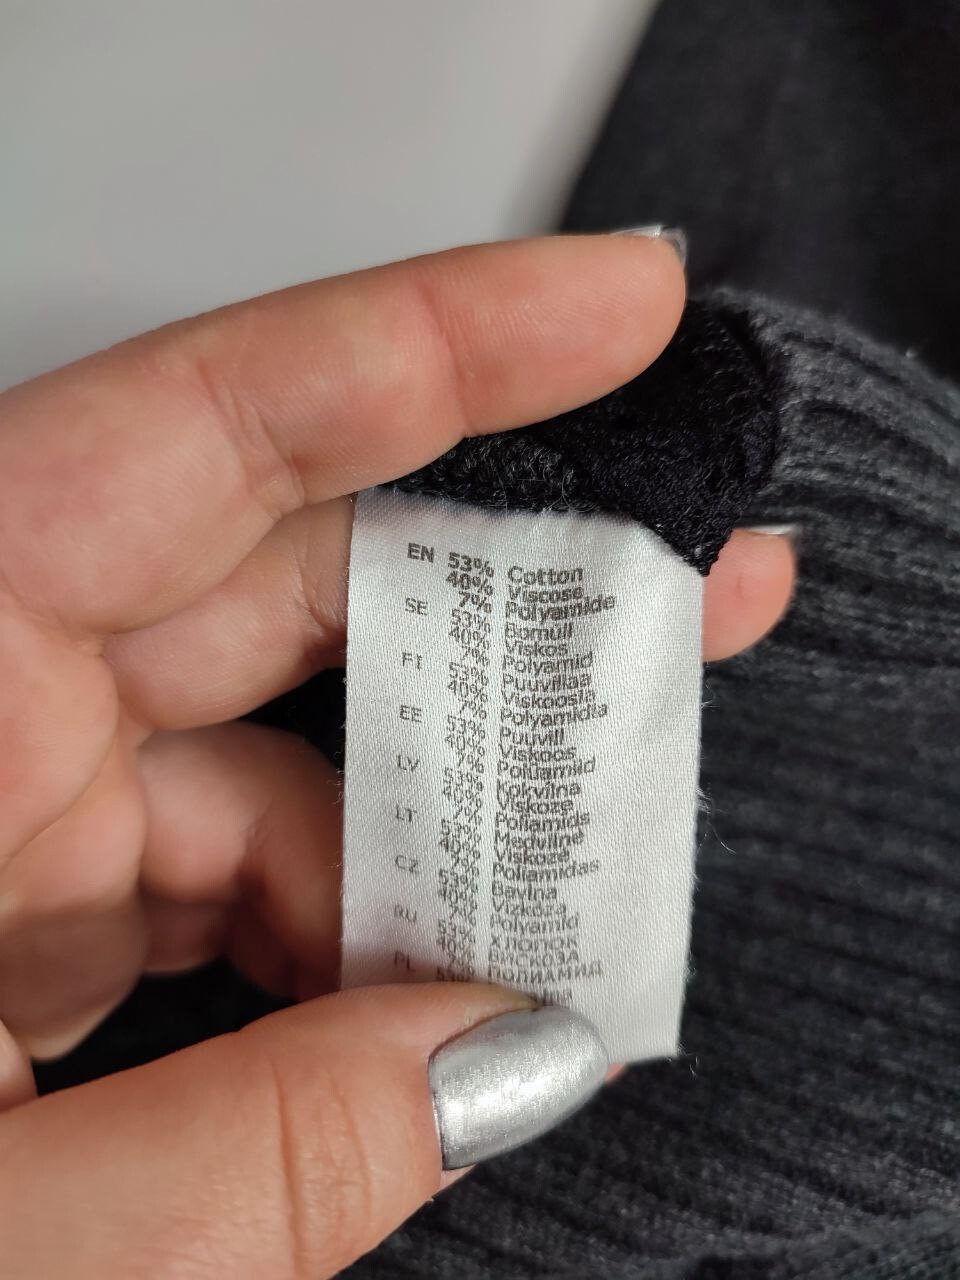 EN 53% Cotton
40% Viscose
7% Polyamide
SE 53% Bomull
40% Viskos
7% Polyamid
FI 53% Puuvillaa
40% Viskoosia
7% Polyamidia
EE 53% Puuvill
40% Viskoos
7% Polüamiid
LV 53% Kokvilna
40% Viskoze
7% Poliamids
LT 53% Medvilnė
40% Viskozė
7% Poliamidas
CZ 53% Bavlna
40% Vizkóza
7% Polyamid
RU 53% хлопок
40% ВИСКОЗА
7% ПОЛИАМИД
PL 53%